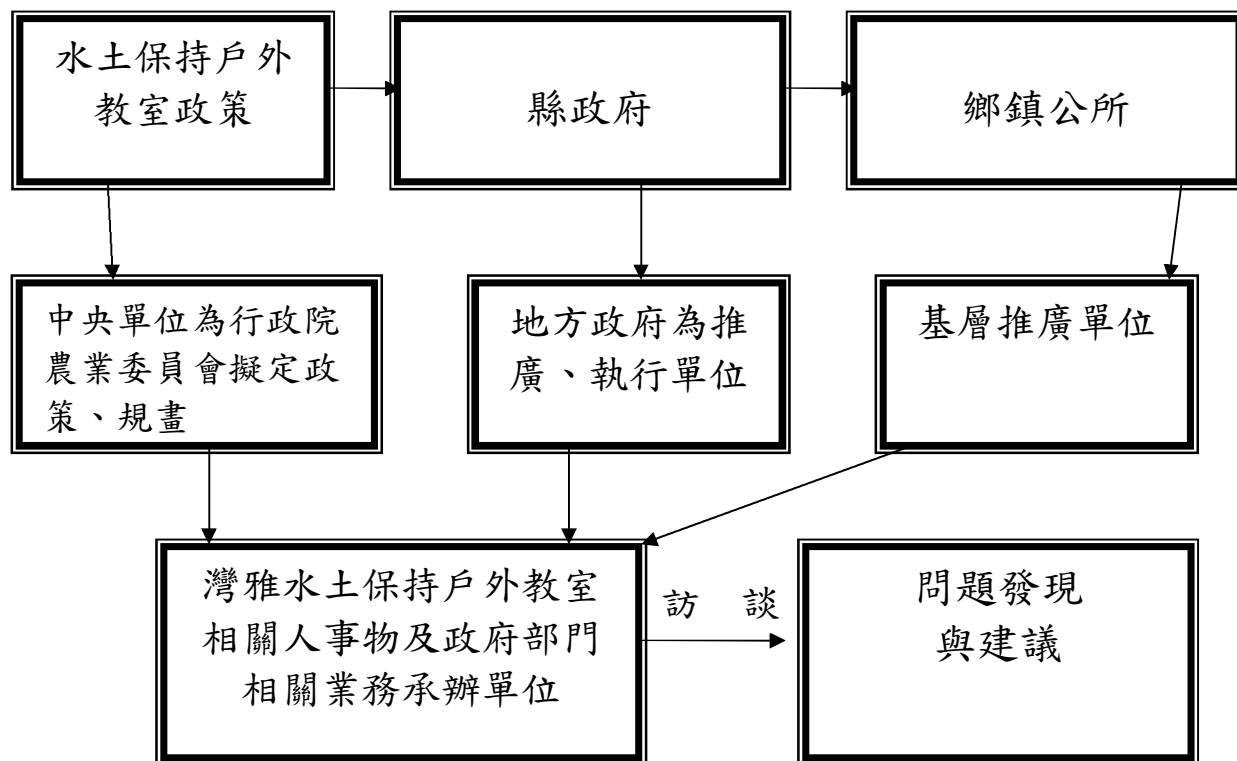 水土保持戶外
教室政策
縣政府
鄉鎮公所
中央單位為行政院
農業委員會擬定政
策、規畫
地方政府為推
廣、執行單位
基層推廣單位
灣雅水土保持戶外教室
相關人事物及政府部門
相關業務承辦單位
訪 談
問題發現
與建議